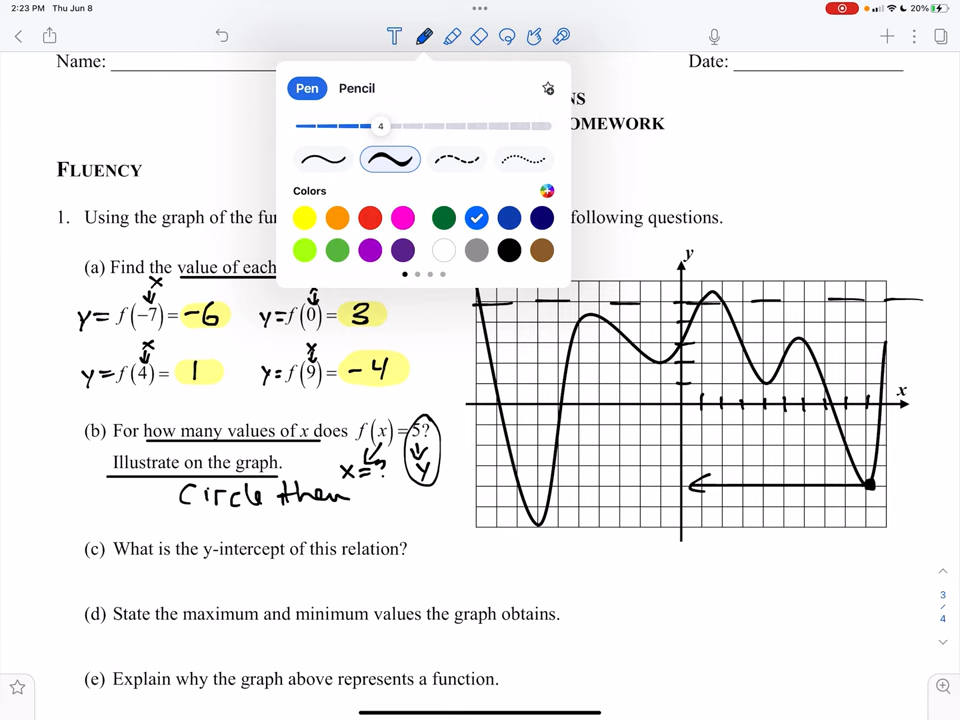 2:23 PM Thu Jun 8
20%
Name:
Date:
NS
OMEWORK
Pen
Pencil
4
Colors
FLUENCY
1. Using the graph of the fun
following questions.
(a) Find the value of each
x
y = f(−7) = −6
y = f(0) = 3
x
x
y = f(4) = 1
y = f(9) = −4
(b) For how many values of x does f(x) = 5?
Illustrate on the graph.
x = ?
y
Circle them
(c) What is the y-intercept of this relation?
(d) State the maximum and minimum values the graph obtains.
(e) Explain why the graph above represents a function.
y
x
3
/
4